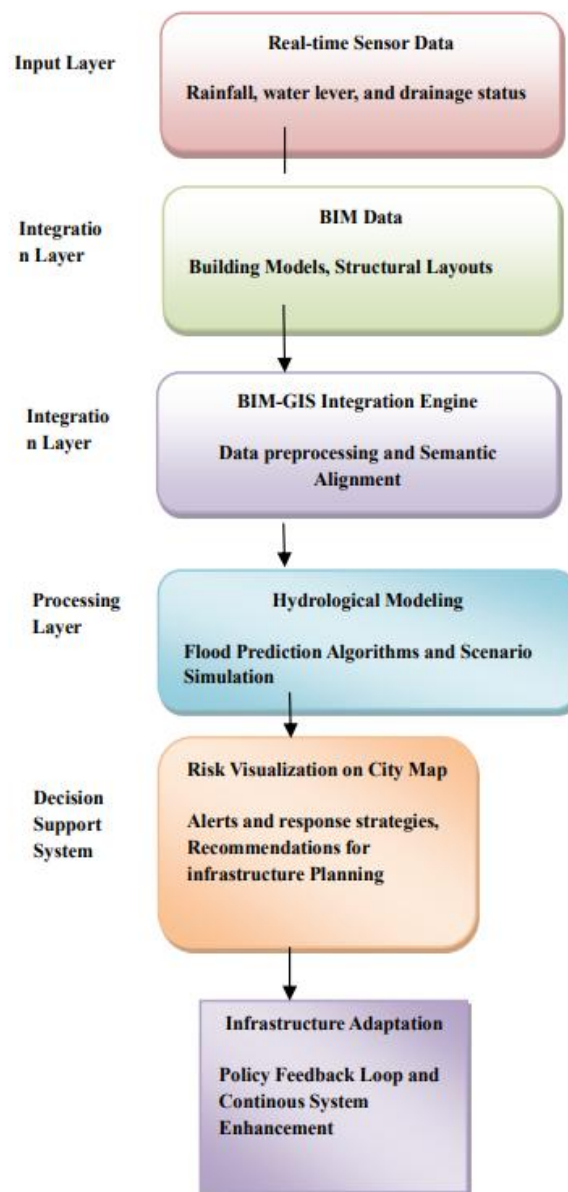 Real-time Sensor Data
Input Layer
Rainfall, water lever, and drainage status
BIM Data
Integratio
n Layer
Building Models, Structural Layouts
BIM-GIS Integration Engine
Integratio
n Layer
Data preprocessing and Semantic
Alignment
Processing
Layer
Hydrological Modeling
Flood Prediction Algorithms and Scenario
Simulation
Risk Visualization on City Map
Decision
Support
System
Alerts and response strategies,
Recommendations for
infrastructure Planning
Infrastructure Adaptation
Policy Feedback Loop and
Continous System
Enhancement